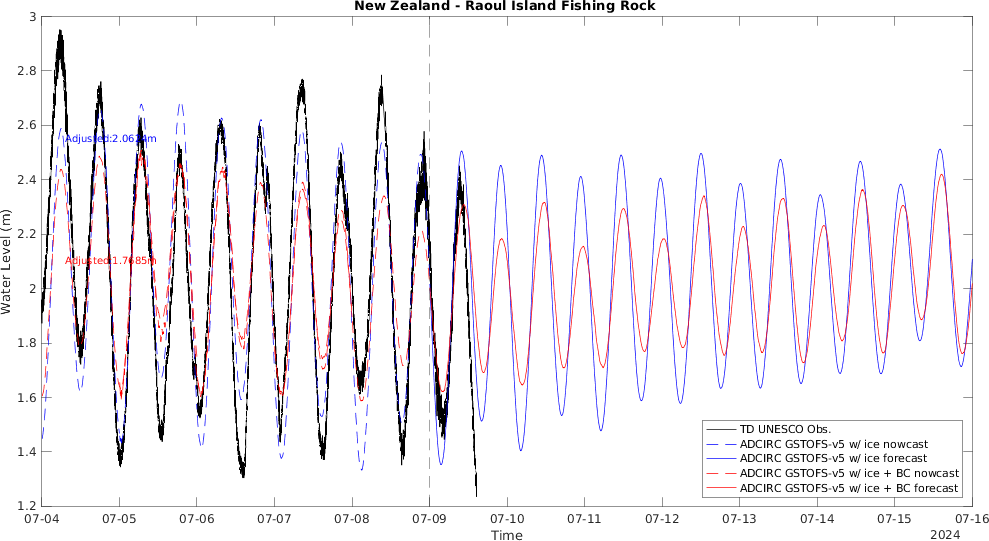 New Zealand - Raoul Island Fishing Rock
3
2.8
2.6
2.4
2.2
2
1.8
1.6
1.4
1.2
Water Level (m)
Adjusted:2.0624m
Adjusted:1.7685m
TD UNESCO Obs.
ADCIRC GSTOFS-v5 w/ ice nowcast
ADCIRC GSTOFS-v5 w/ ice forecast
ADCIRC GSTOFS-v5 w/ ice + BC nowcast
ADCIRC GSTOFS-v5 w/ ice + BC forecast
07-04 07-05 07-06 07-07 07-08 07-09 07-10 07-11 07-12 07-13 07-14 07-15 07-16
Time 2024